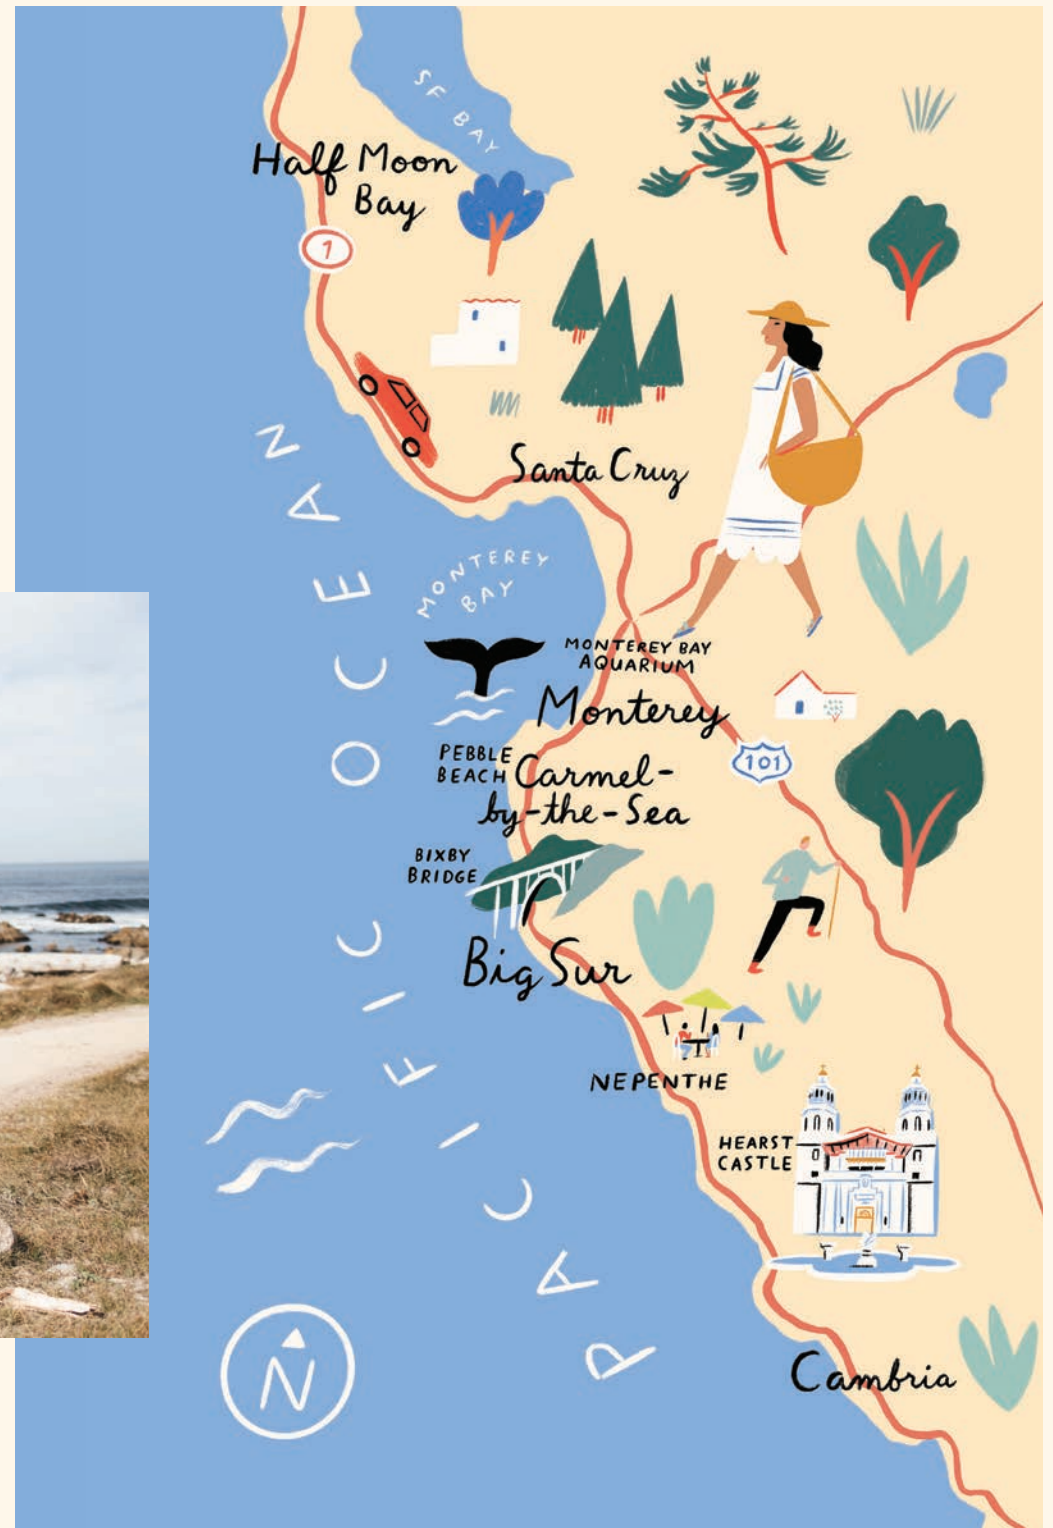 SF BAY
Half Moon
Bay
1
Santa Cruz
MONTEREY
BAY
MONTEREY BAY
AQUARIUM
Monterey
PEBBLE
BEACH
Carmel-
by-the-Sea
101
BIXBY
BRIDGE
Big Sur
NEPENTHE
HEARST
CASTLE
PACIFIC OCEAN
N
Cambria